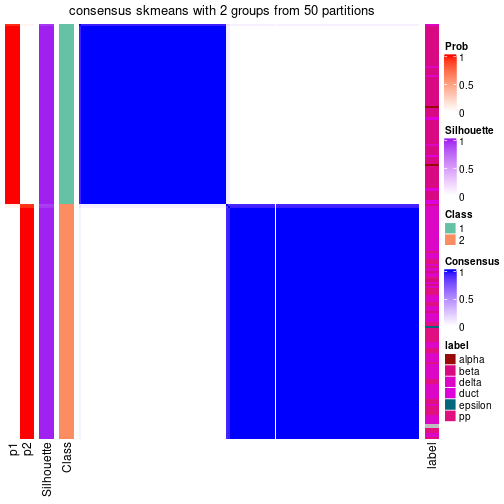 consensus skmeans with 2 groups from 50 partitions
Prob
1
0.5
0
Silhouette
1
0.5
0
Class
1
2
Consensus
1
0.5
0
label
alpha
beta
delta
duct
epsilon
pp
p1
p2
Silhouette
Class
label